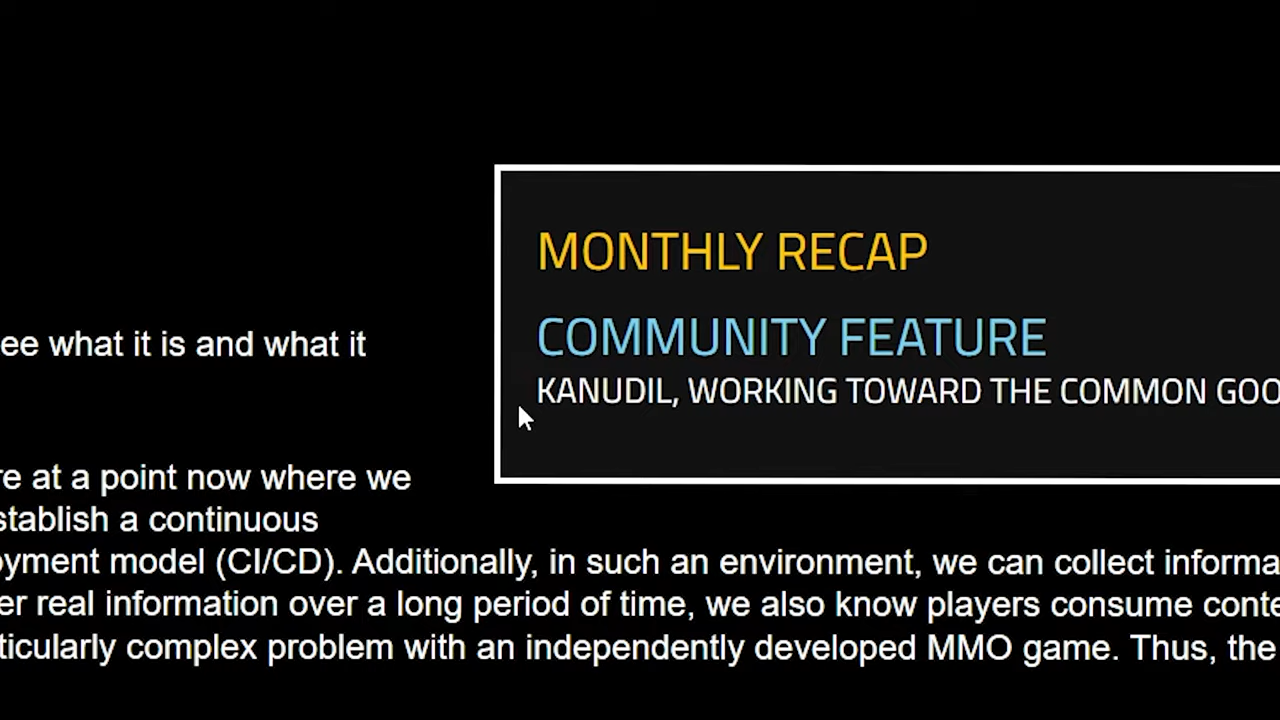 MONTHLY RECAP
COMMUNITY FEATURE
KANUDIL, WORKING TOWARD THE COMMON
ee what it is and what it
re at a point now where we
stablish a continuous
oyment model (CI/CD). Additionally, in such an environment, we can collect informa
er real information over a long period of time, we also know players consume conte
ticularly complex problem with an independently developed MMO game. Thus, the